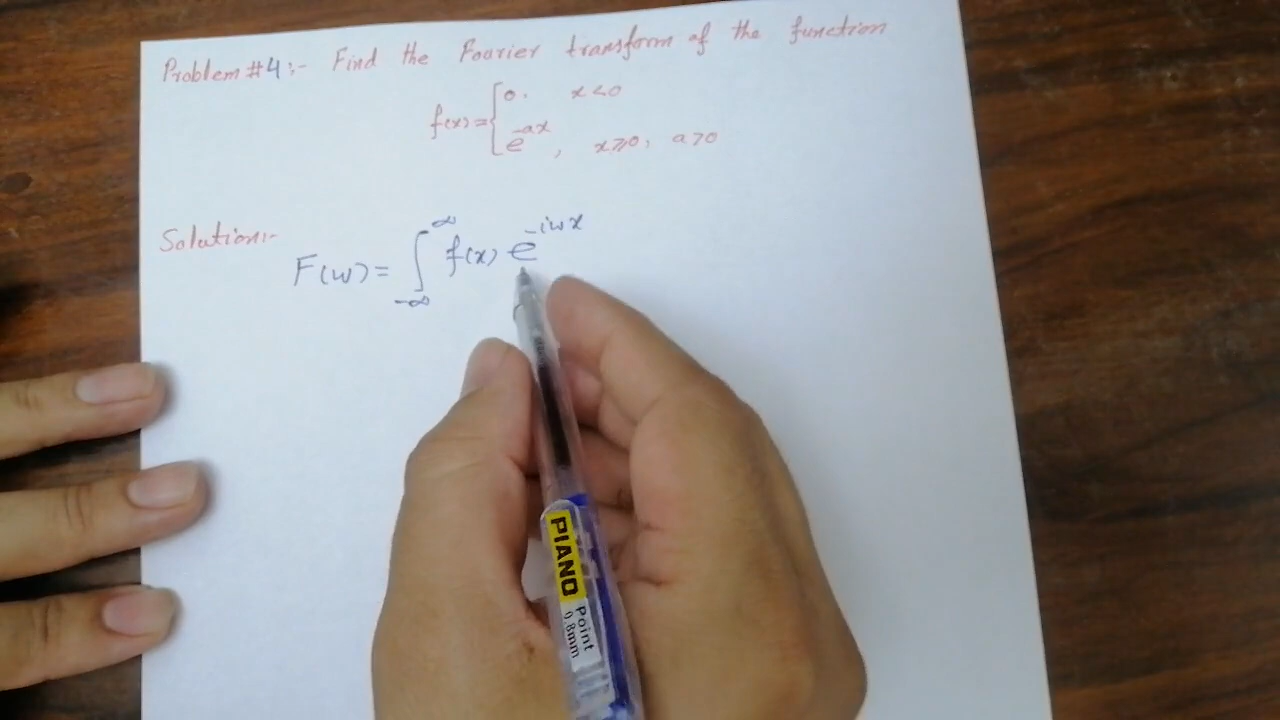 Problem #4:- Find the Fourier transform of the function
f(x) = { 0, x<0
e^{-ax}, x≥0, a>0
Solution:-
F(w) = ∫_{-∞}^{∞} f(x) e^{-iwx}
PIANO
Point
0.8mm